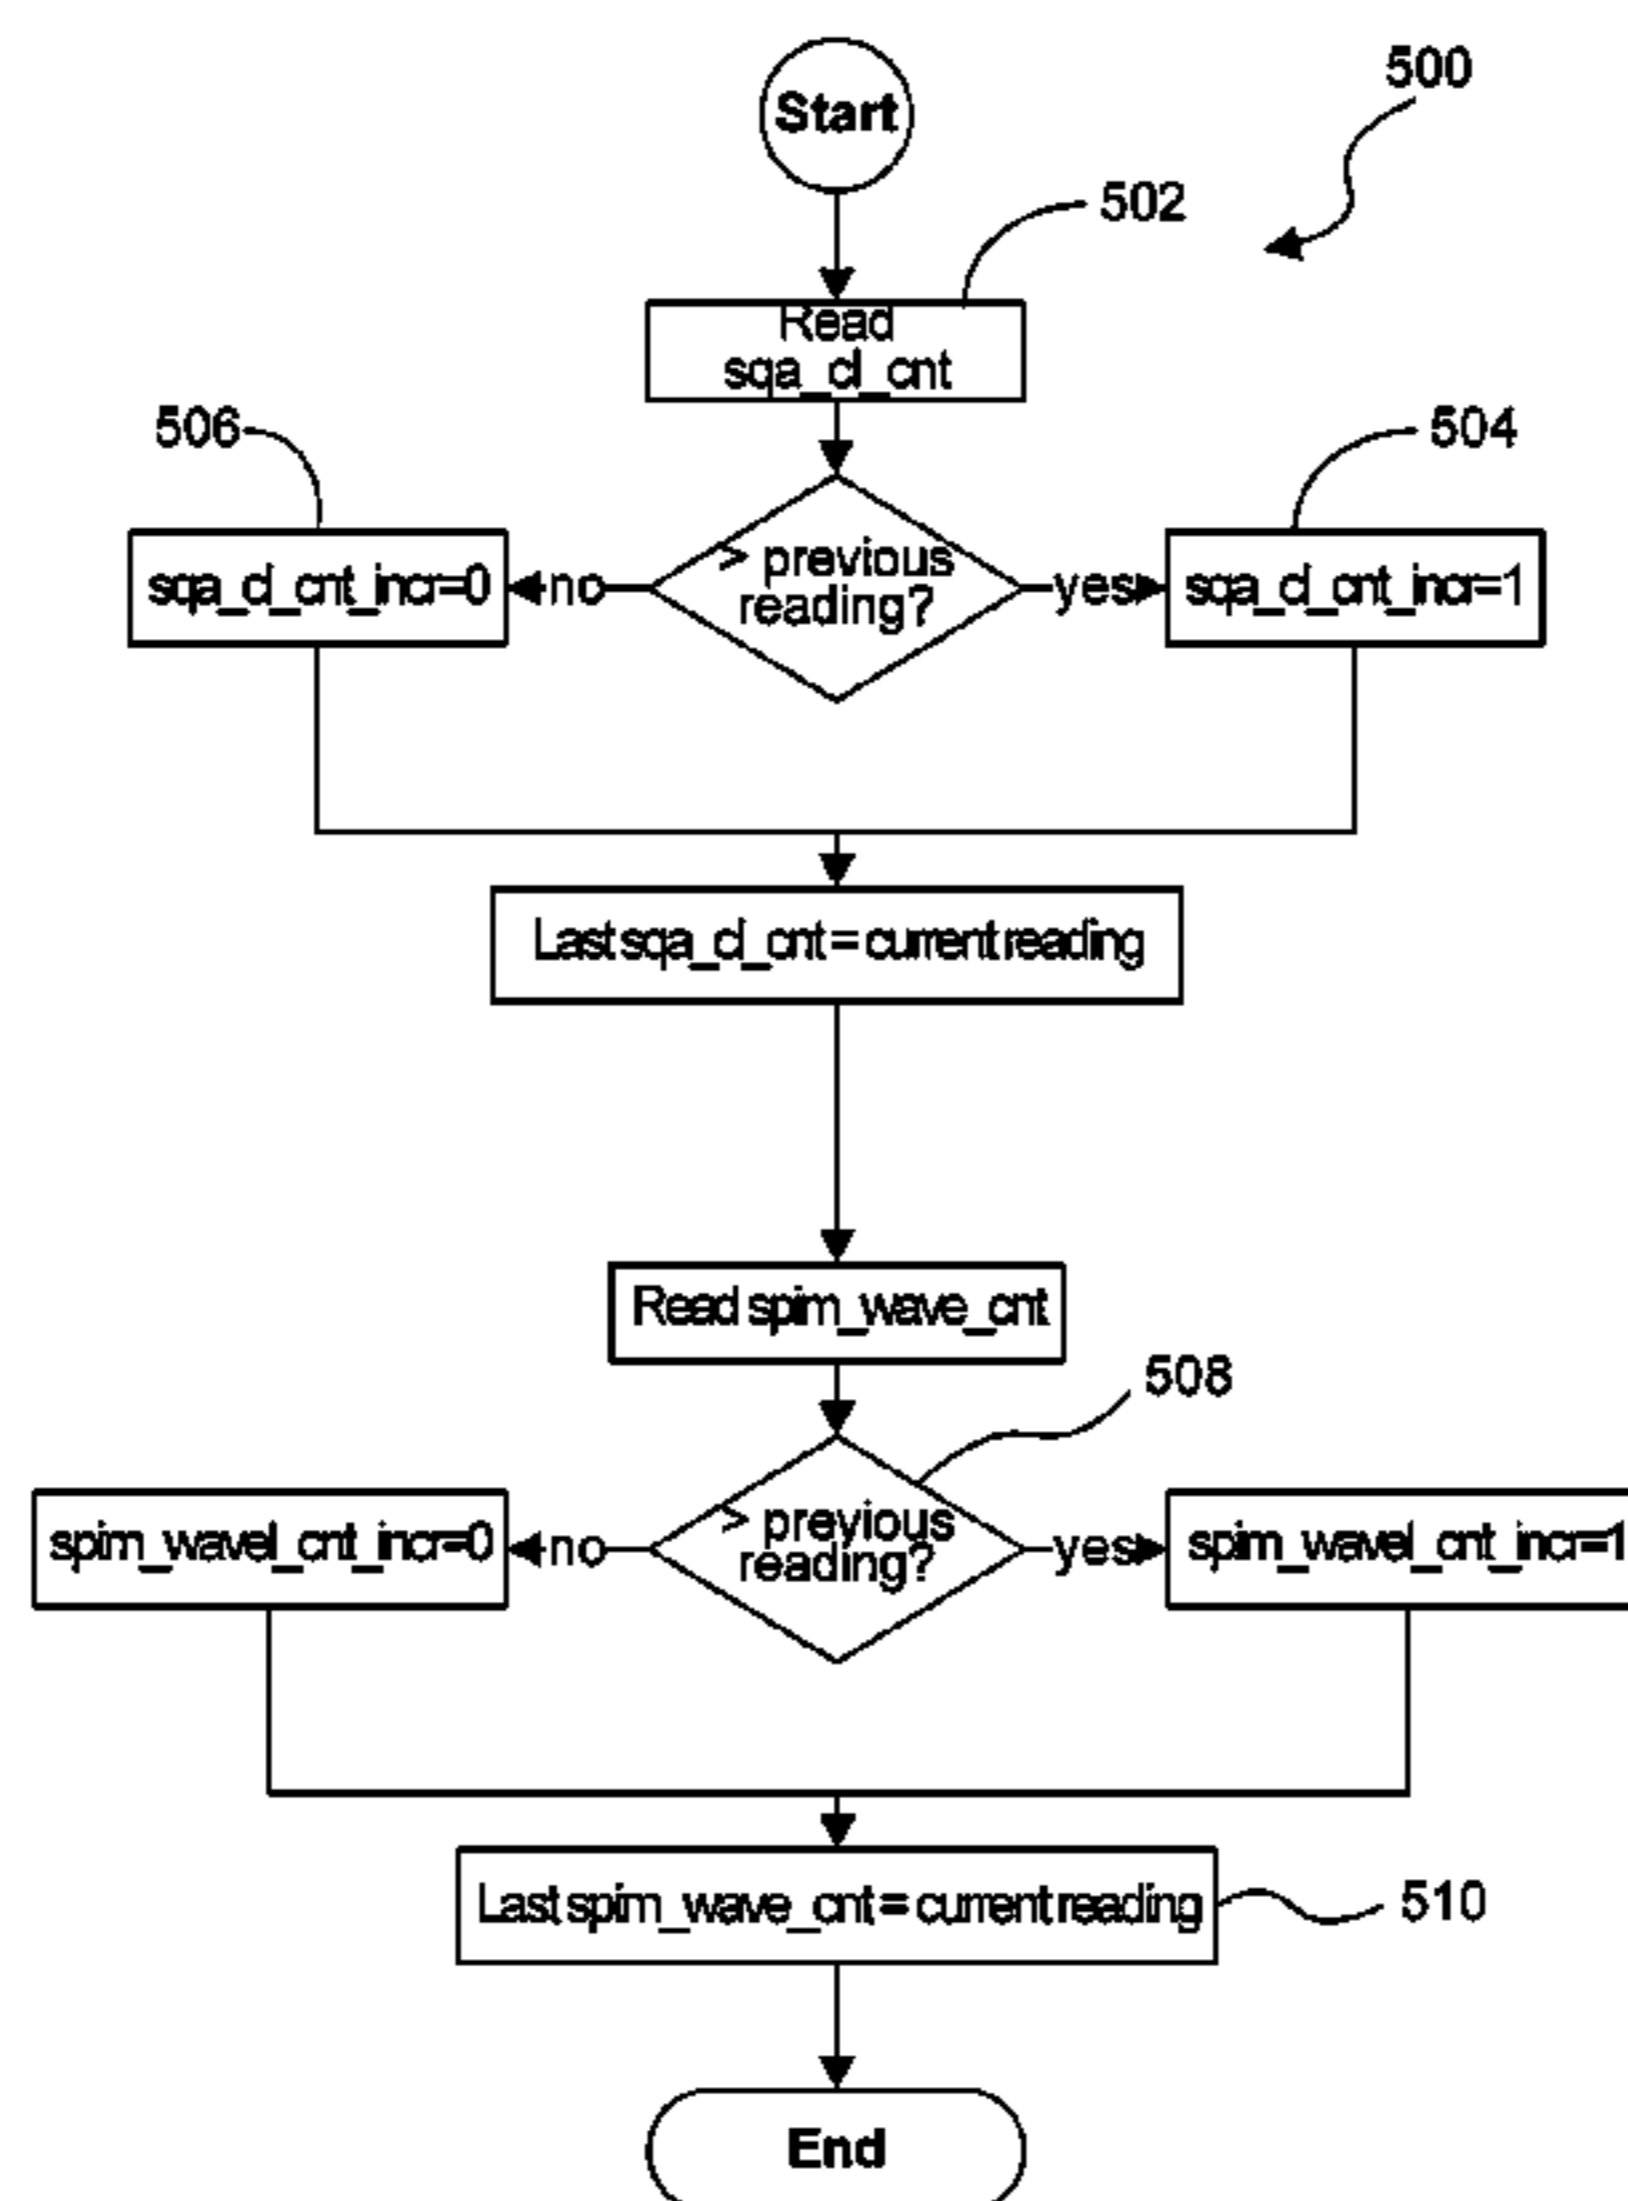 Start
500
502
Read
sqa_cl_cnt
506
504
> previous
reading?
sqa_cl_cnt_incr=0
no
yes
sqa_cl_cnt_incr=1
Last sqa_cl_cnt = current reading
Read spim_wave_cnt
508
> previous
reading?
spim_wavel_cnt_incr=0
no
yes
spim_wavel_cnt_incr=1
Last spim_wave_cnt = current reading
510
End